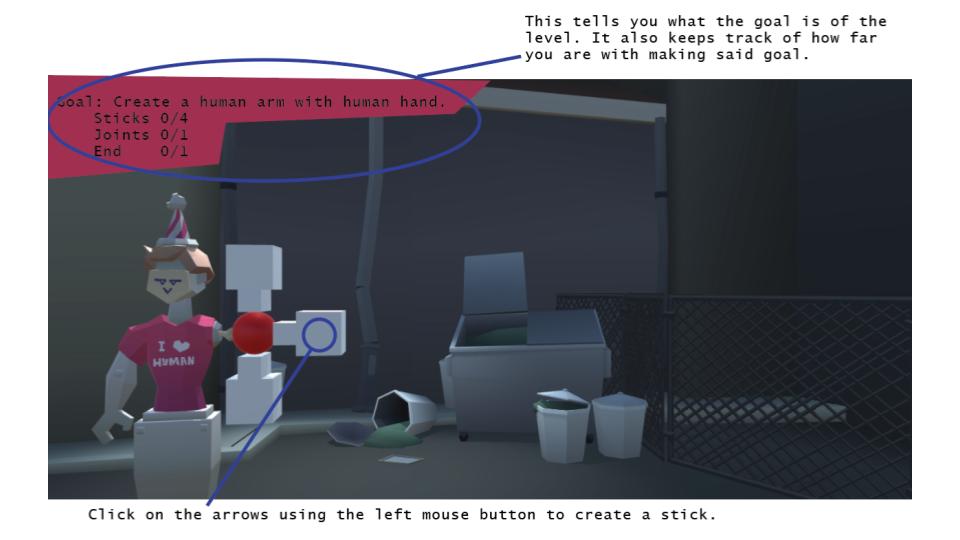 This tells you what the goal is of the
level. It also keeps track of how far
you are with making said goal.
Goal: Create a human arm with human hand.
Sticks 0/4
Joints 0/1
End 0/1
I
HUMAN
Click on the arrows using the left mouse button to create a stick.